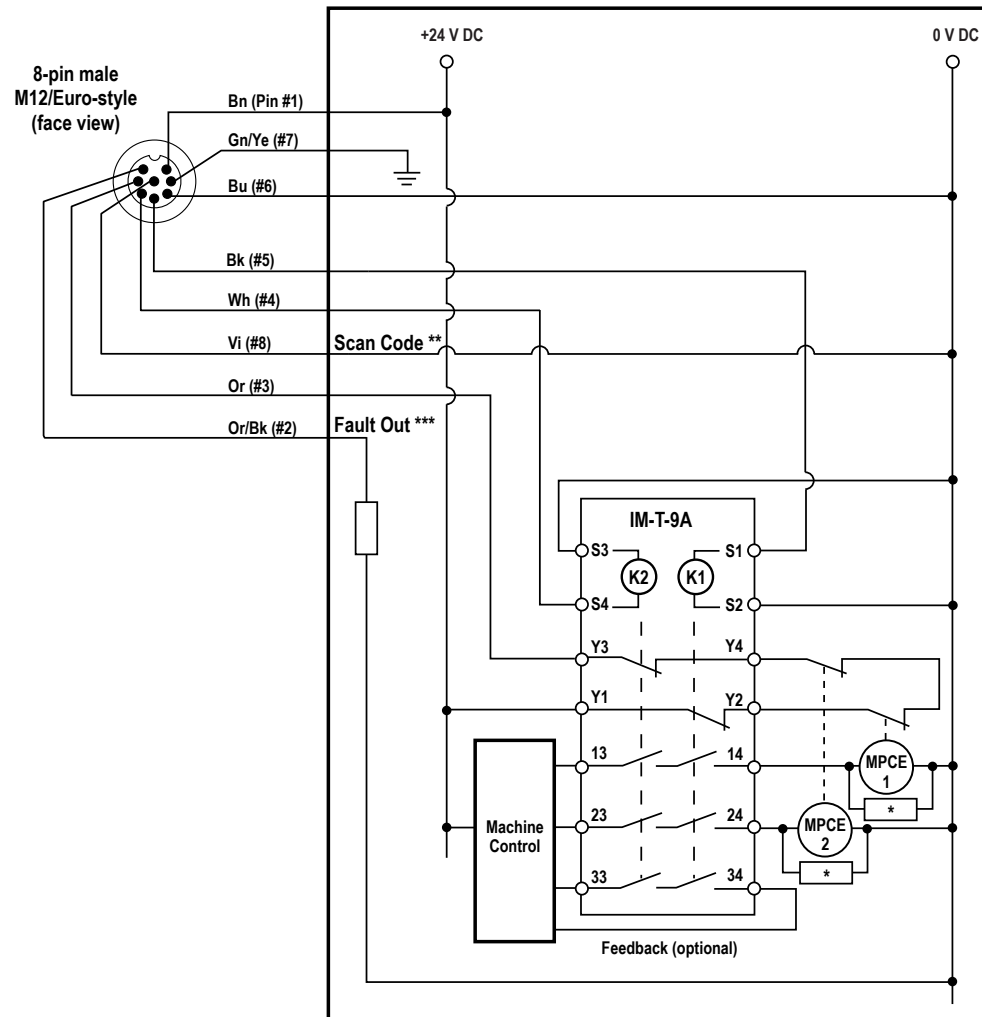 +24 V DC
0 V DC
8-pin male
M12/Euro-style
(face view)
Bn (Pin #1)
Gn/Ye (#7)
Bu (#6)
Bk (#5)
Wh (#4)
Vi (#8)
Scan Code **
Or (#3)
Or/Bk (#2)
Fault Out ***
IM-T-9A
S3
S1
K2
K1
S4
S2
Y3
Y4
Y1
Y2
13
14
MPCE
1
*
23
24
Machine
Control
MPCE
2
*
33
34
Feedback (optional)